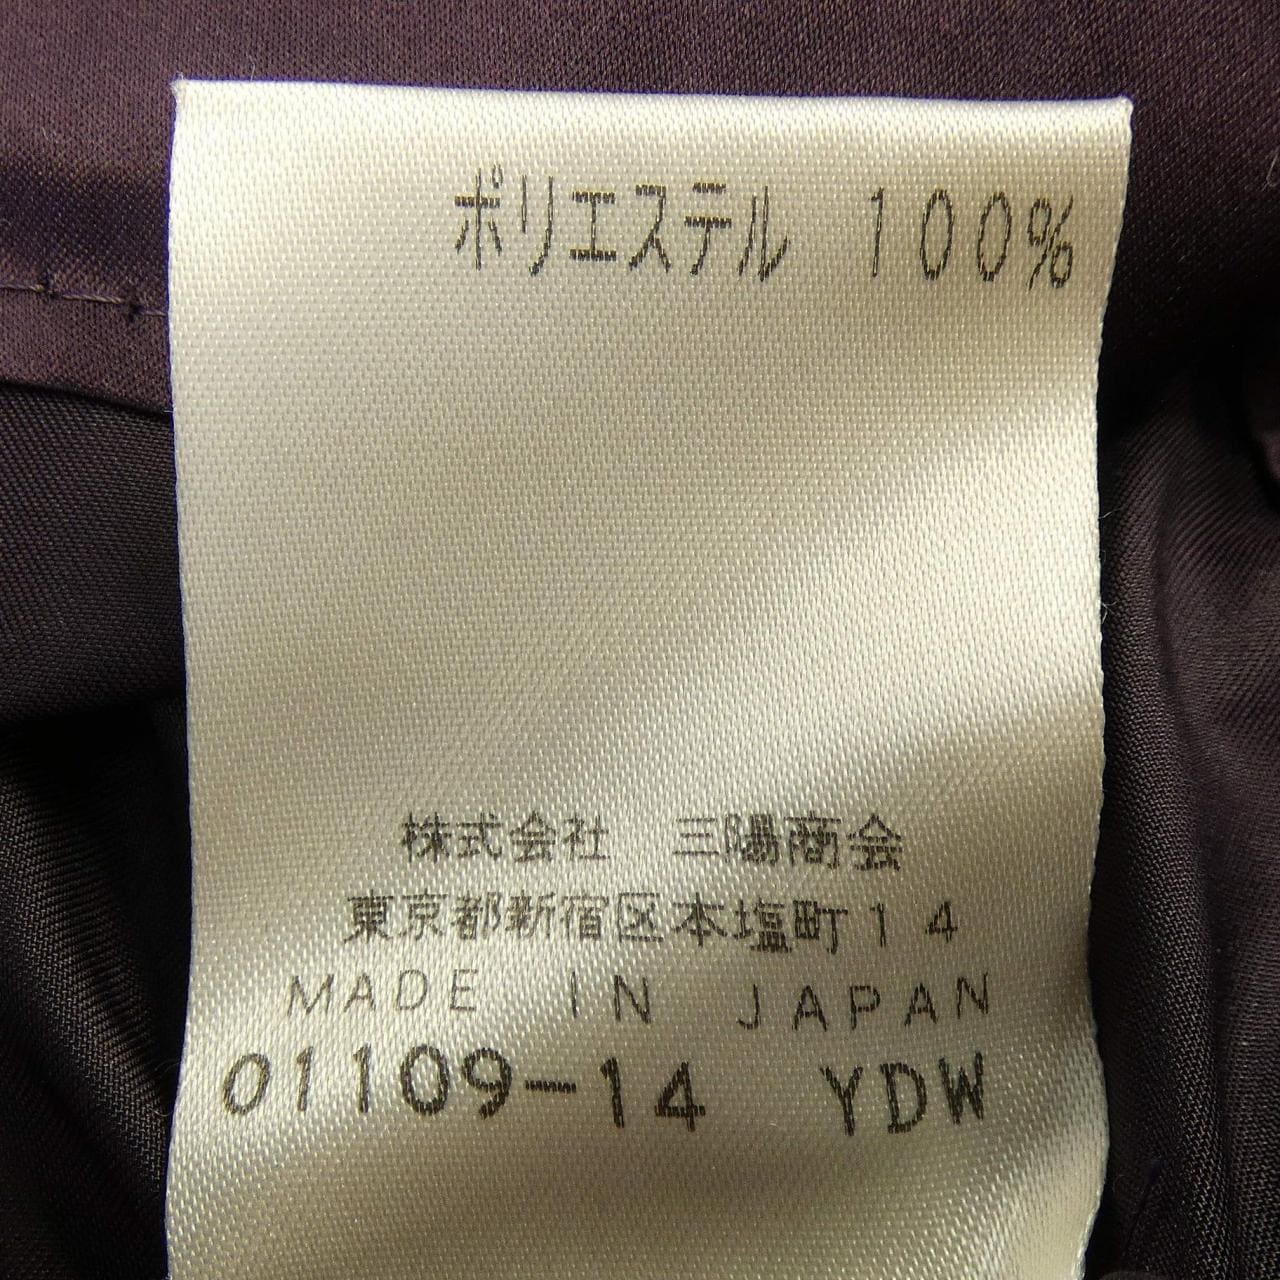 ポリエステル 100%
株式会社 三陽商会
東京都新宿区本塩町14
MADE IN JAPAN
01109-14 YDW